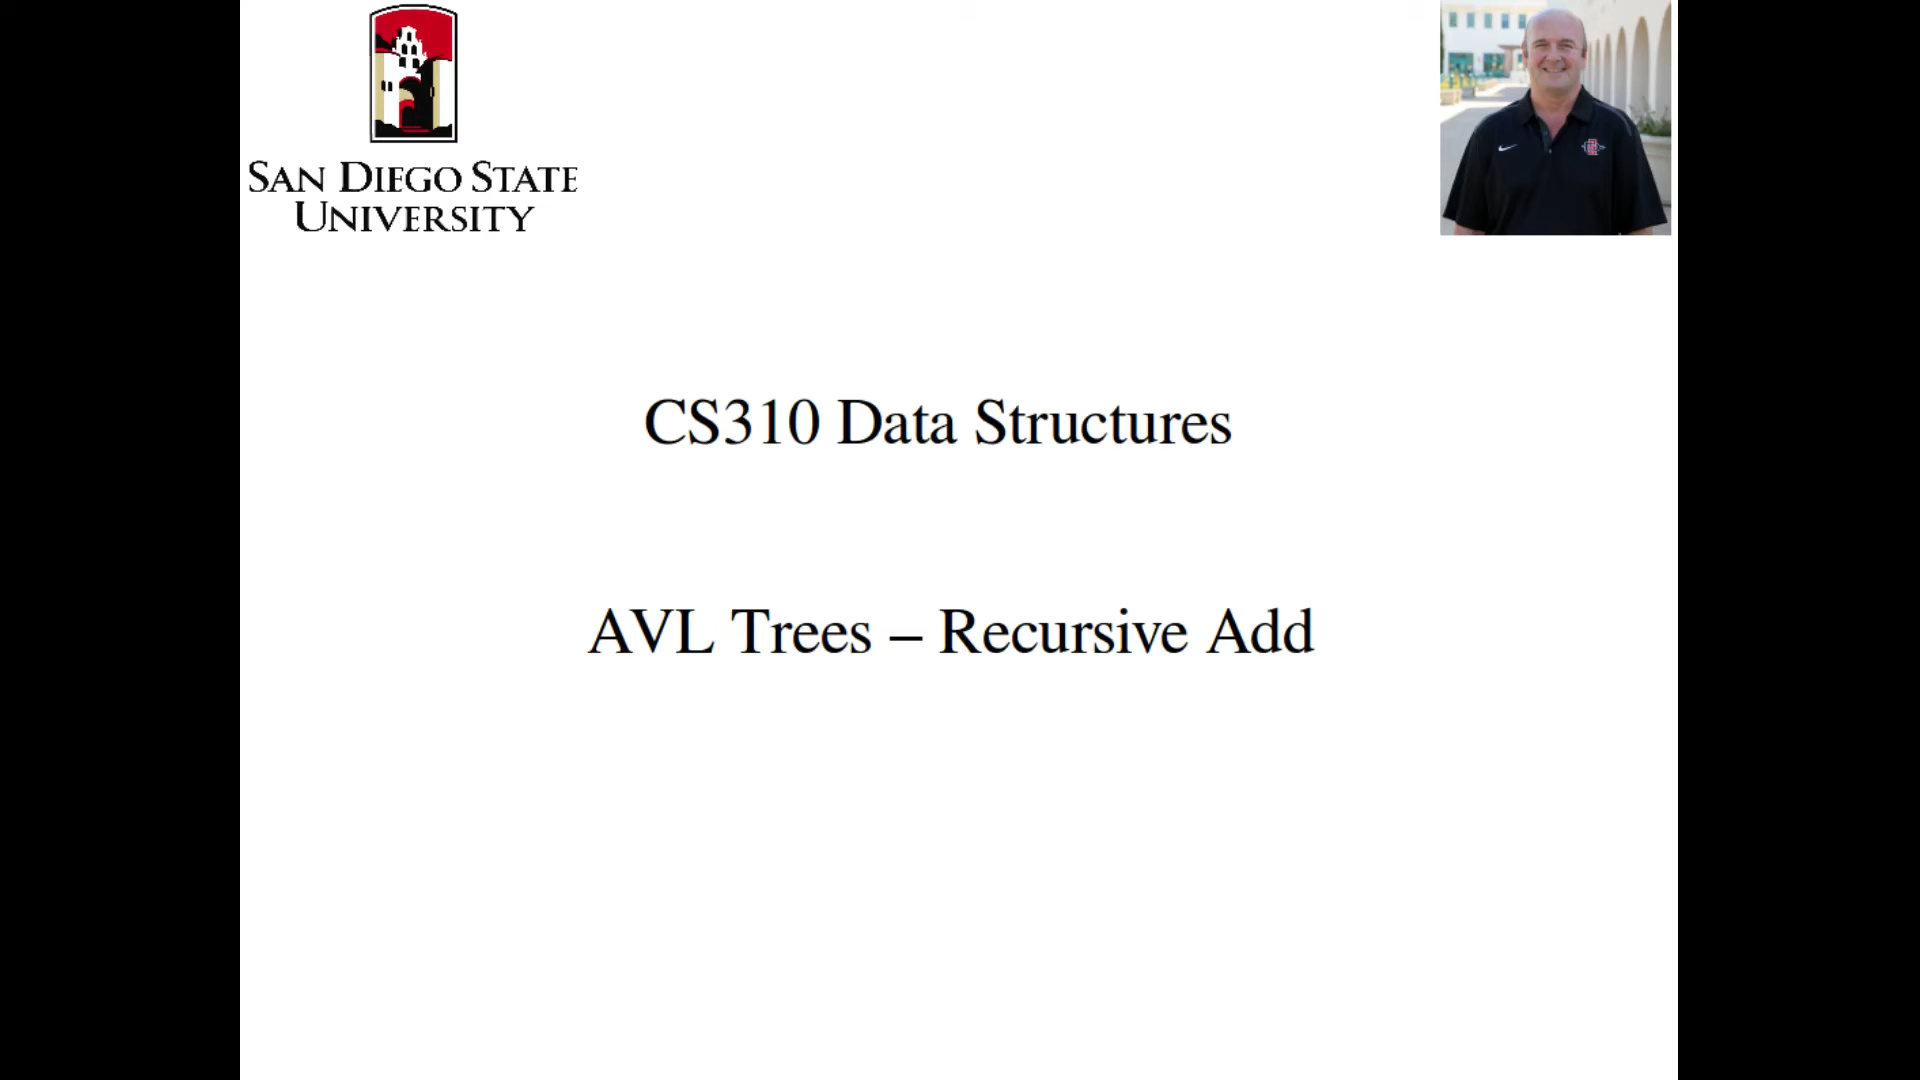 SAN DIEGO STATE
UNIVERSITY
CS310 Data Structures
AVL Trees – Recursive Add